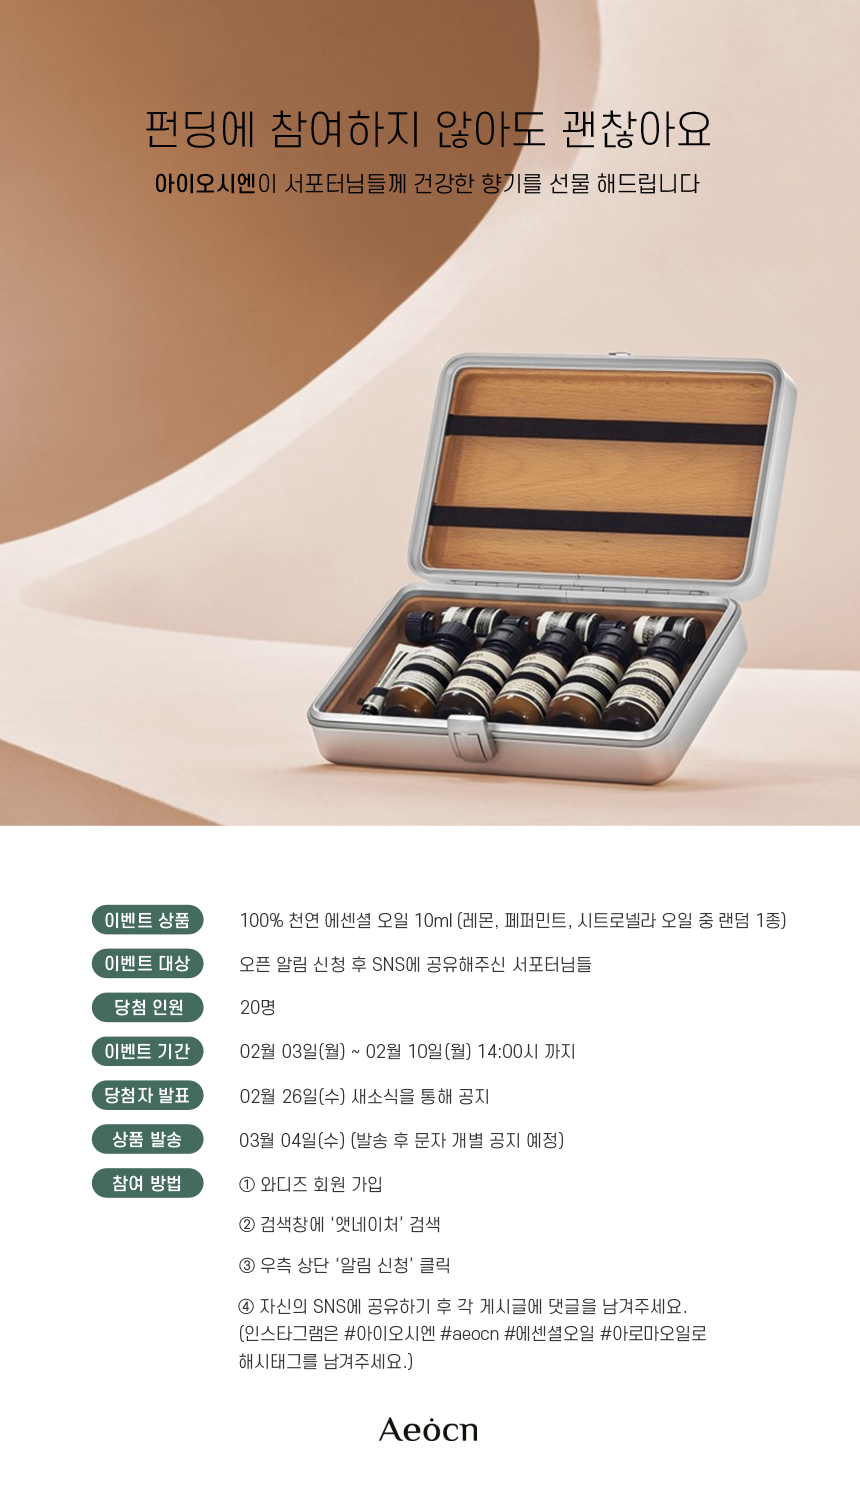 펀딩에 참여하지 않아도 괜찮아요
아이오시엔이 서포터님들께 건강한 향기를 선물 해드립니다
이벤트 상품 100% 천연 에센셜 오일 10ml (레몬, 페퍼민트, 시트로넬라 오일 중 랜덤 1종)
이벤트 대상 오픈 알림 신청 후 SNS에 공유해주신 서포터님들
당첨 인원 20명
이벤트 기간 02월 03일(월) ~ 02월 10일(월) 14:00시 까지
당첨자 발표 02월 26일(수) 새소식을 통해 공지
상품 발송 03월 04일(수) (발송 후 문자 개별 공지 예정)
참여 방법 ① 와디즈 회원 가입
② 검색창에 ‘앳네이처’ 검색
③ 우측 상단 ‘알림 신청’ 클릭
④ 자신의 SNS에 공유하기 후 각 게시글에 댓글을 남겨주세요.
(인스타그램은 #아이오시엔 #aeocn #에센셜오일 #아로마오일로
해시태그를 남겨주세요.)
Aeȯcn